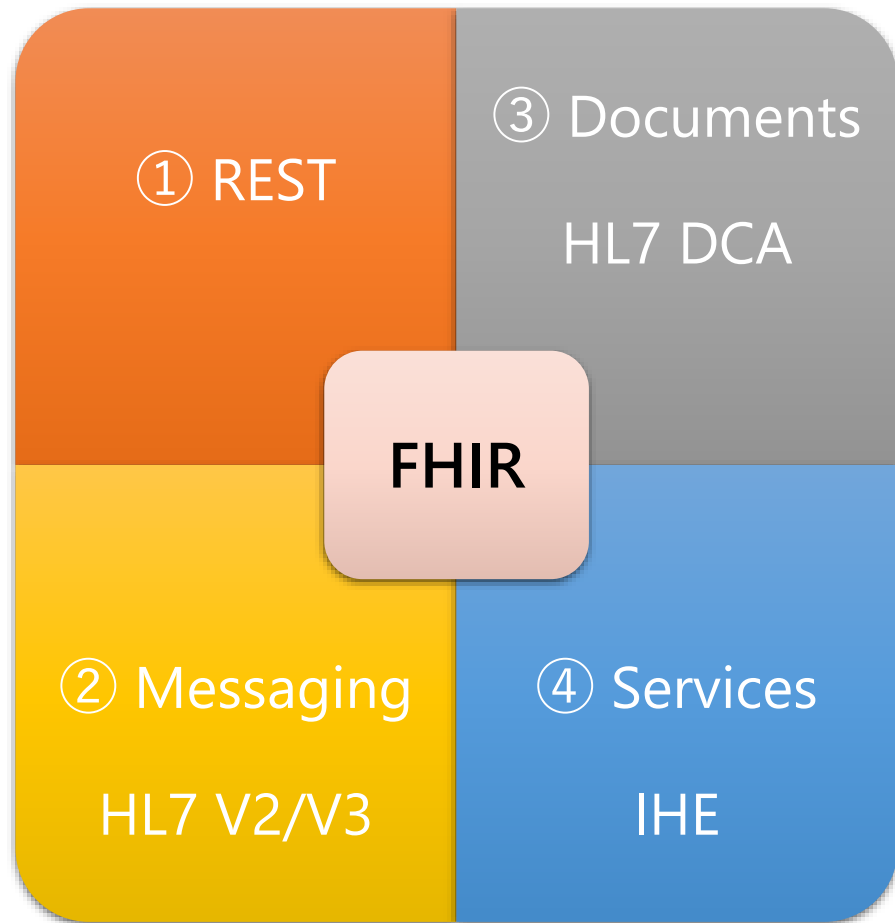 ① REST
③ Documents
HL7 DCA
FHIR
② Messaging
HL7 V2/V3
④ Services
IHE